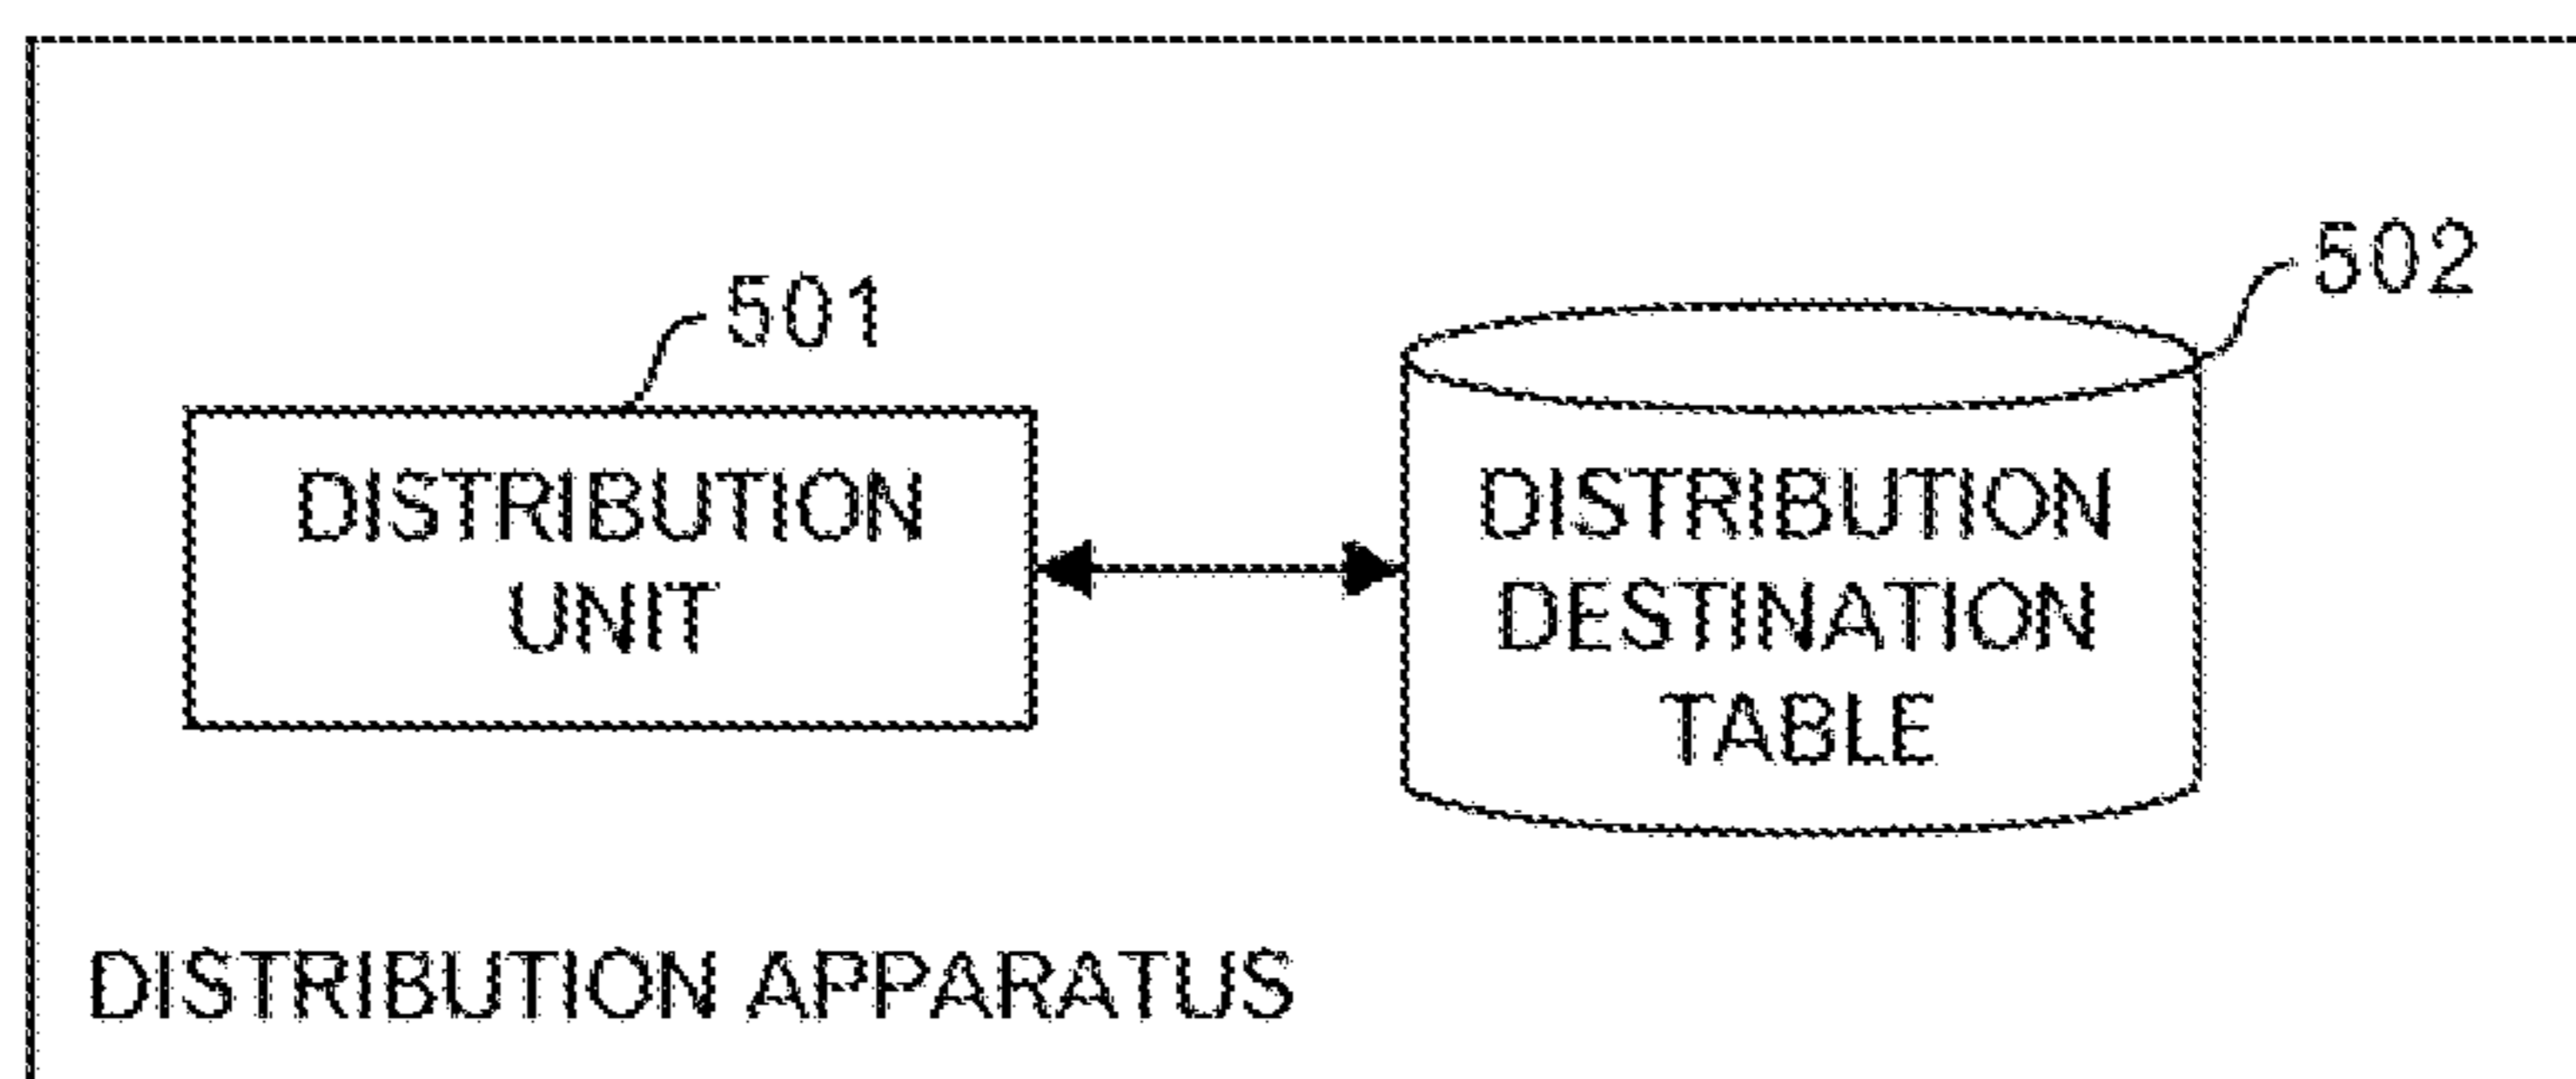 502
501
DISTRIBUTION
UNIT
DISTRIBUTION
DESTINATION
TABLE
DISTRIBUTION APPARATUS